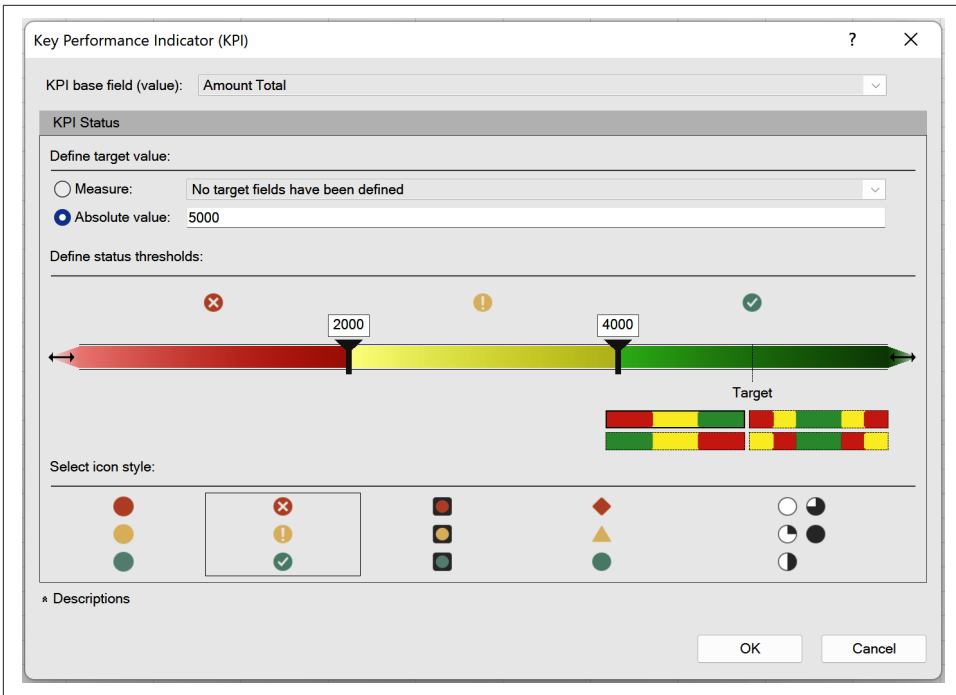 Key Performance Indicator (KPI) ?
KPI base field (value): Amount Total
KPI Status
Define target value:
Measure: No target fields have been defined
Absolute value: 5000
Define status thresholds:
2000 4000
Target
Select icon style:
Descriptions
OK Cancel